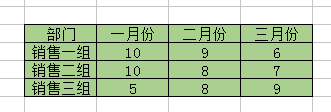 部门 一月份 二月份 三月份
销售一组 10 9 6
销售二组 10 8 7
销售三组 5 8 9